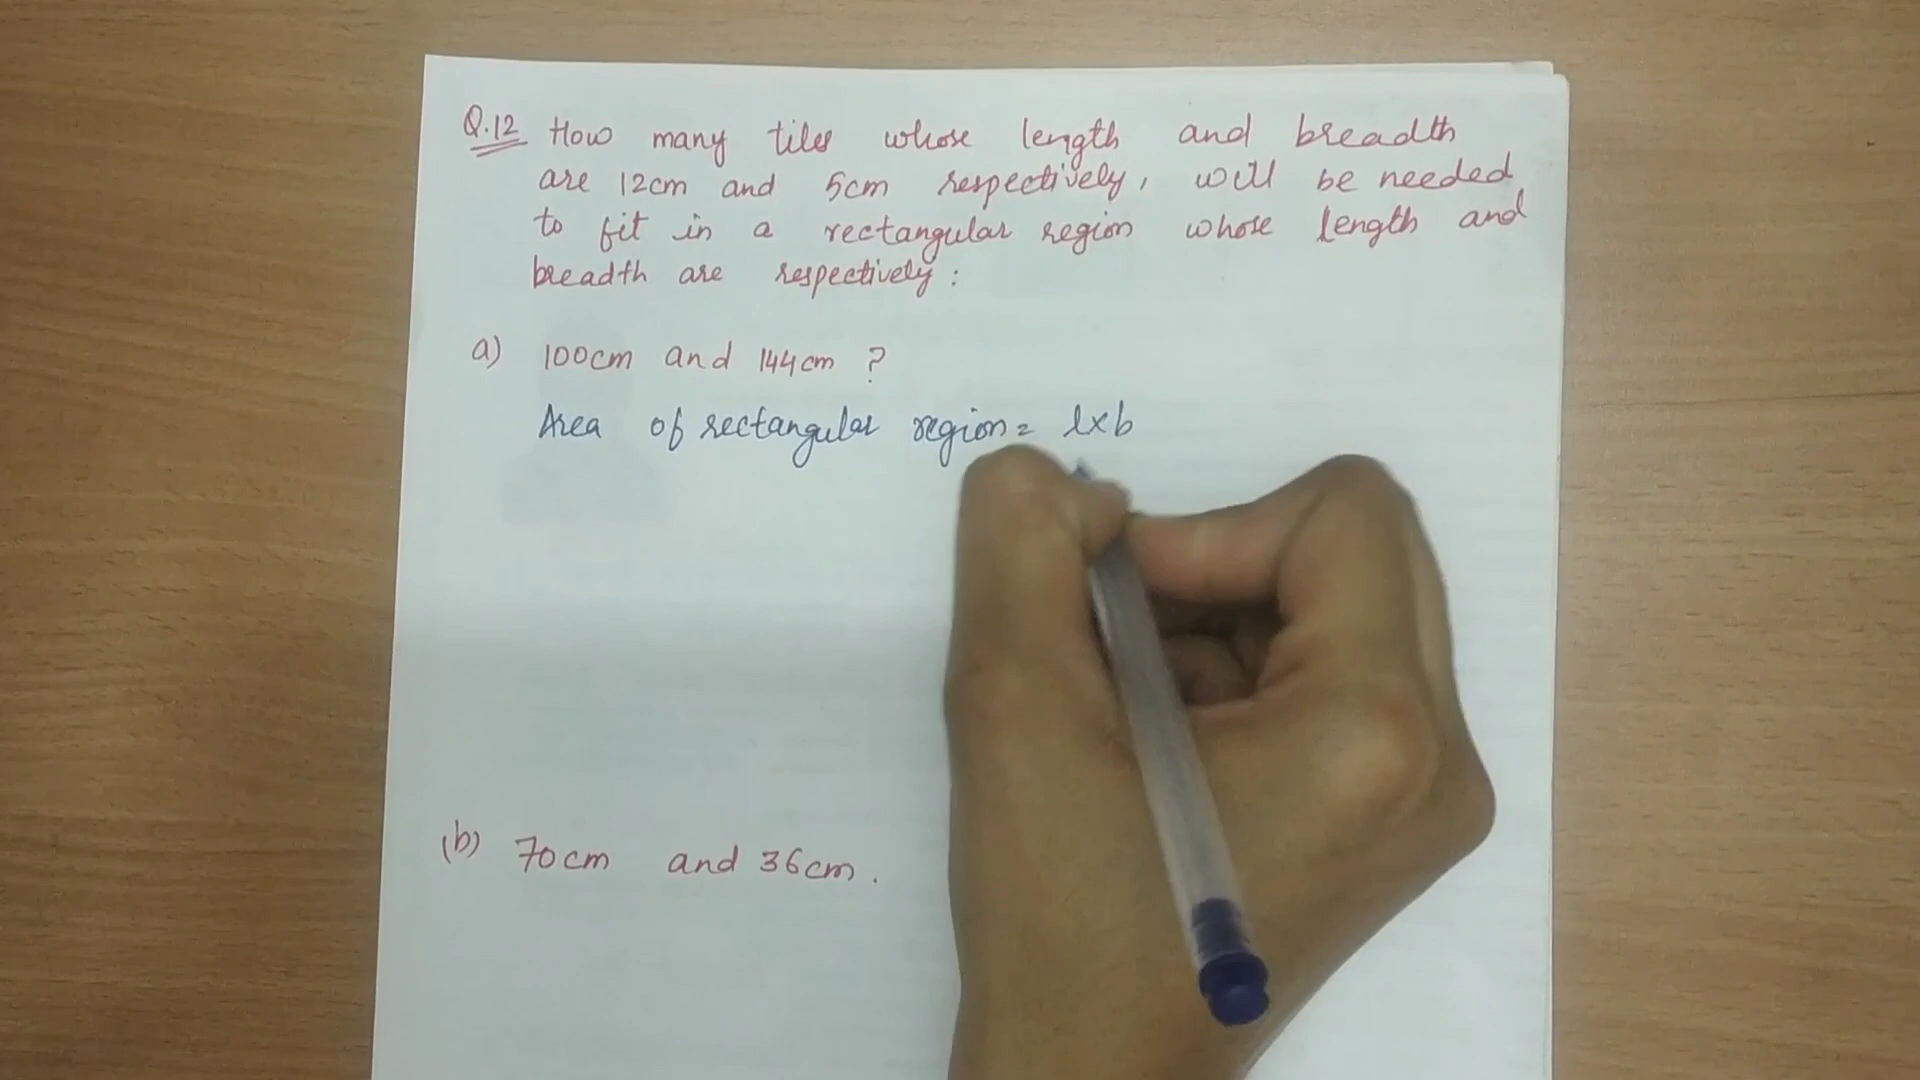 Q.12 How many tiles whose length and breadth
are 12cm and 5cm respectively, will be needed
to fit in a rectangular region whose length and
breadth are respectively:
a) 100cm and 144cm ?
Area of rectangular region = l×b
(b) 70cm and 36cm.